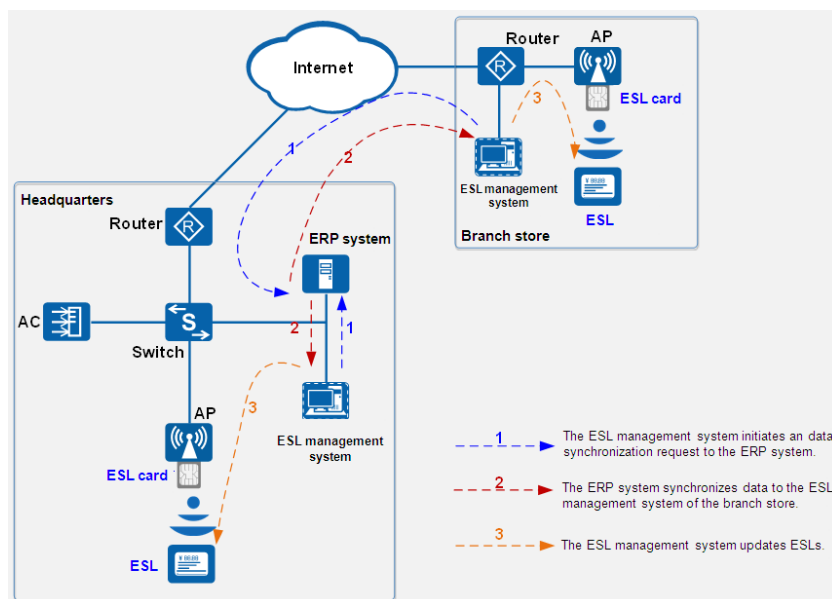 Branch store
Router
AP
R
Internet
ESL card
3
1
2
ESL management
system
ESL
Headquarters
Router
R
ERP system
AC
S
Switch
2
1
3
AP
ESL management
system
ESL card
ESL
1
The ESL management system initiates an data
synchronization request to the ERP system.
2
The ERP system synchronizes data to the ESL
management system of the branch store.
3
The ESL management system updates ESLs.